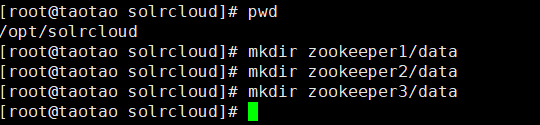 [root@taotao solrcloud]# pwd
/opt/solrcloud
[root@taotao solrcloud]# mkdir zookeeper1/data
[root@taotao solrcloud]# mkdir zookeeper2/data
[root@taotao solrcloud]# mkdir zookeeper3/data
[root@taotao solrcloud]#